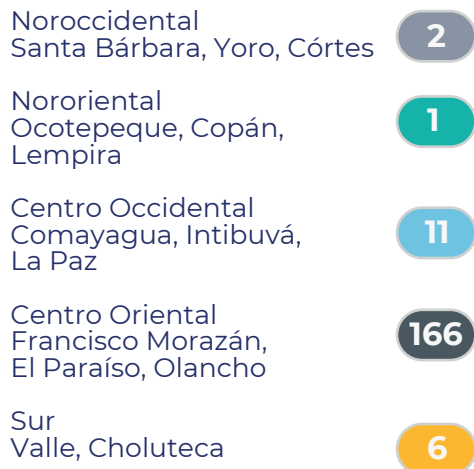 Noroccidental
Santa Bárbara, Yoro, Córtes
2
Nororiental
Ocotepeque, Copán,
Lempira
1
Centro Occidental
Comayagua, Intibuvá,
La Paz
11
Centro Oriental
Francisco Morazán,
El Paraíso, Olancho
166
Sur
Valle, Choluteca
6